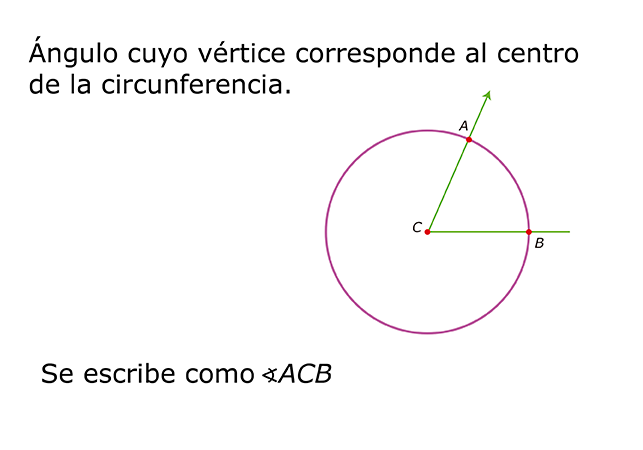 Ángulo cuyo vértice corresponde al centro
de la circunferencia.
A
C
B
Se escribe como ∢ACB